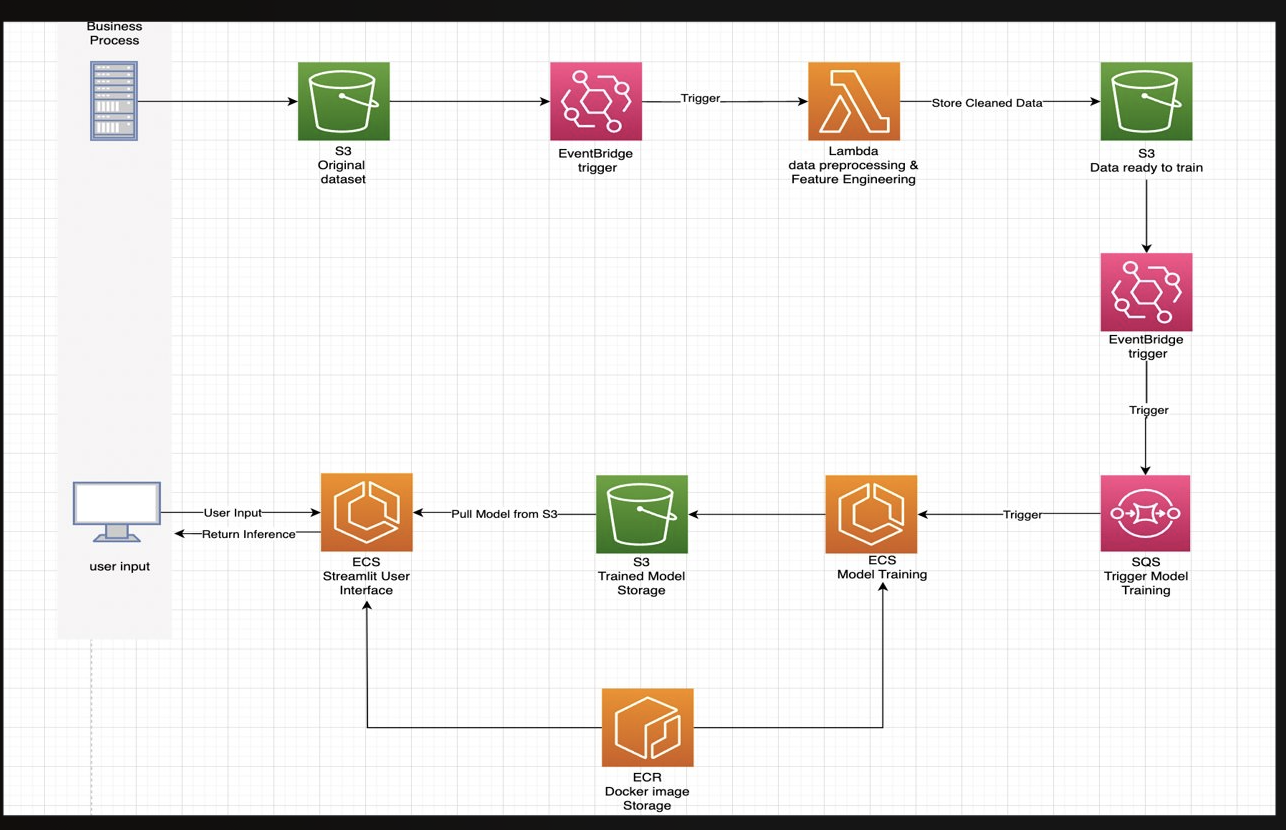 Business
Process
Trigger
Store Cleaned Data
S3
Original
dataset
EventBridge
trigger
Lambda
data preprocessing &
Feature Engineering
S3
Data ready to train
EventBridge
trigger
Trigger
User Input
Return Inference
Pull Model from S3
Trigger
user input
ECS
Streamlit User
Interface
S3
Trained Model
Storage
ECS
Model Training
SQS
Trigger Model
Training
ECR
Docker image
Storage